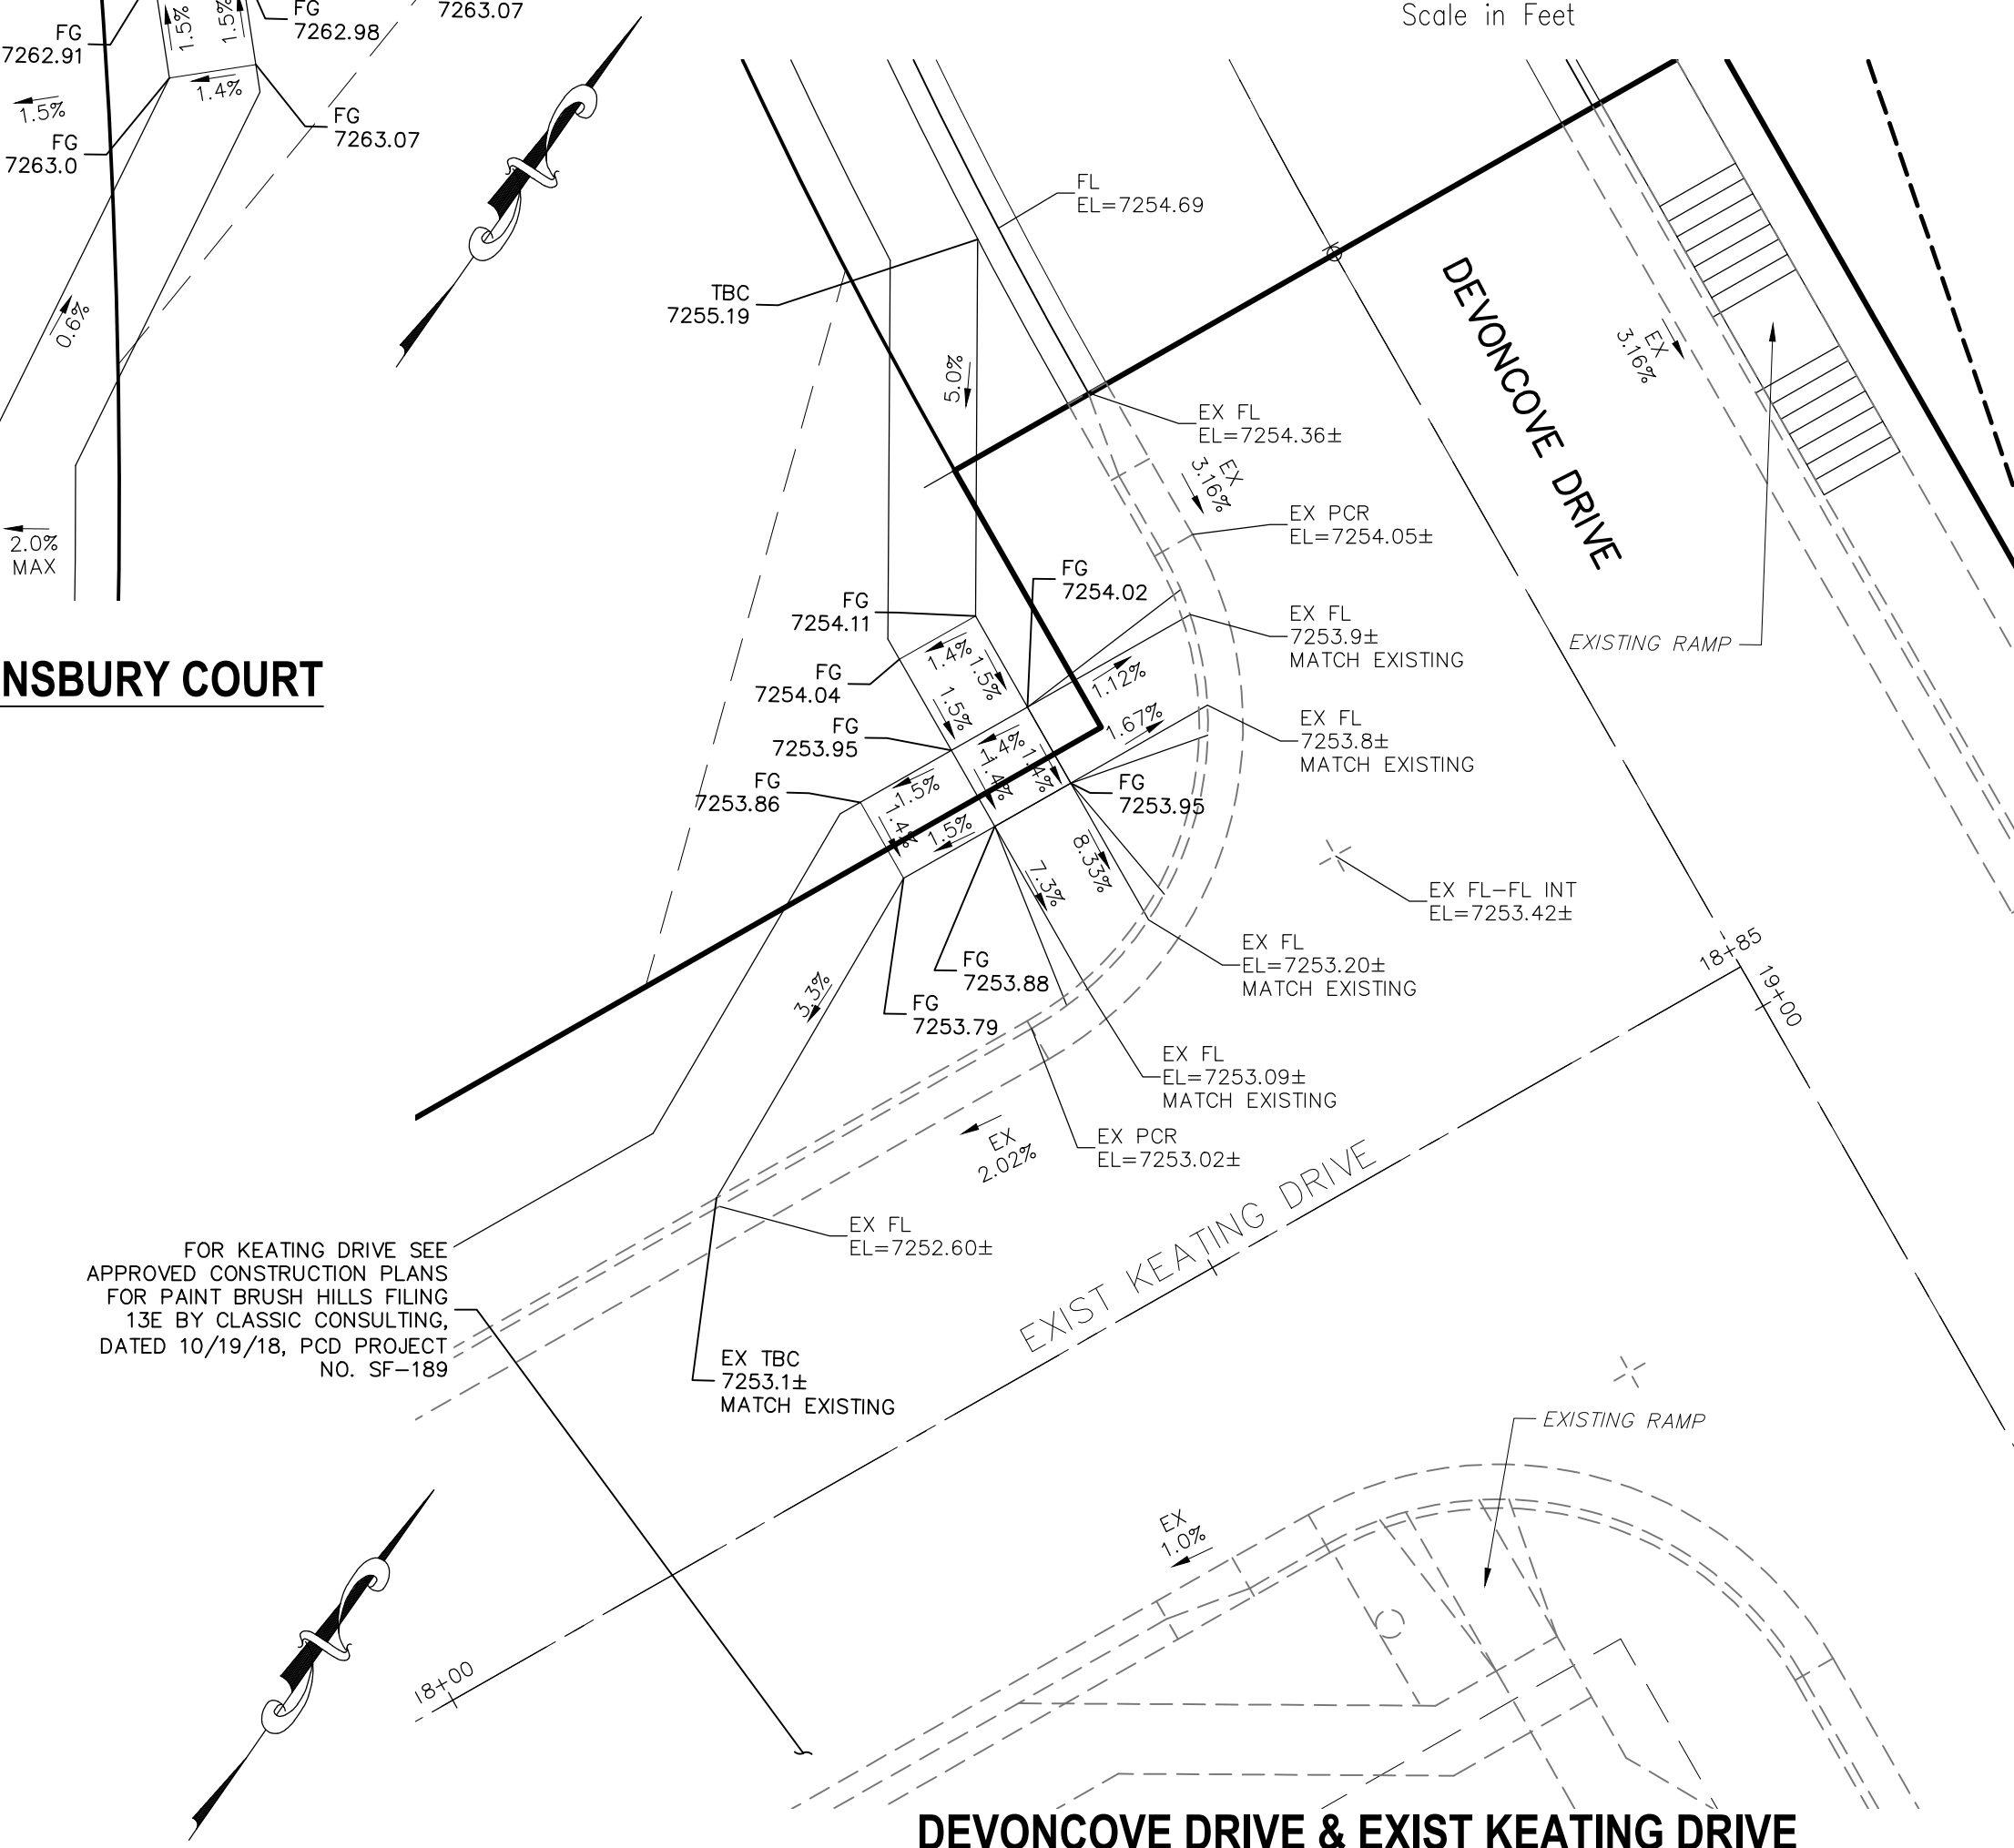 Scale in Feet
FG
7262.91
1.5%
1.5%
FG
7262.98
7263.07
1.4%
1.5%
FG
7263.0
FG
7263.07
0.6%
2.0%
MAX
NSBURY COURT
FL
EL=7254.69
TBC
7255.19
5.0%
DEVONCOVE DRIVE
EX
3.16%
EX FL
EL=7254.36±
EX
3.16%
EX PCR
EL=7254.05±
FG
7254.02
FG
7254.11
EX FL
7253.9±
MATCH EXISTING
EXISTING RAMP
FG
7254.04
1.4%
1.5%
1.5%
1.12%
1.67%
FG
7253.95
1.4%
1.4%
1.4%
EX FL
7253.8±
MATCH EXISTING
FG
7253.86
1.5%
1.4%
1.5%
FG
7253.95
7.3%
8.33%
EX FL-FL INT
EL=7253.42±
18+85
19+00
FG
7253.88
EX FL
EL=7253.20±
MATCH EXISTING
3.3%
FG
7253.79
EX FL
EL=7253.09±
MATCH EXISTING
EX
2.02%
EX PCR
EL=7253.02±
EXIST KEATING DRIVE
EX FL
EL=7252.60±
FOR KEATING DRIVE SEE
APPROVED CONSTRUCTION PLANS
FOR PAINT BRUSH HILLS FILING
13E BY CLASSIC CONSULTING,
DATED 10/19/18, PCD PROJECT
NO. SF-189
EX TBC
7253.1±
MATCH EXISTING
EXISTING RAMP
EX
1.0%
18+00
DEVONCOVE DRIVE & EXIST KEATING DRIVE